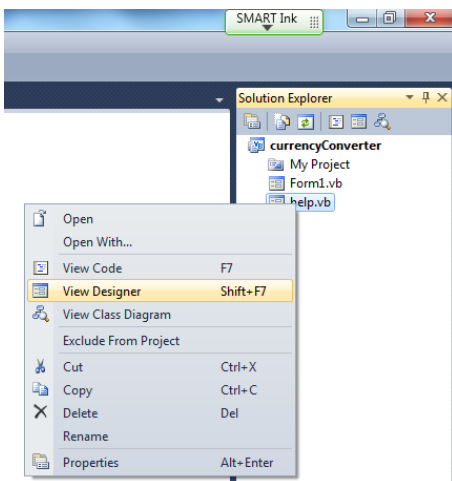 SMART Ink
Solution Explorer
currencyConverter
My Project
Form1.vb
help.vb
Open
Open With...
View Code F7
View Designer Shift+F7
View Class Diagram
Exclude From Project
Cut Ctrl+X
Copy Ctrl+C
Delete Del
Rename
Properties Alt+Enter